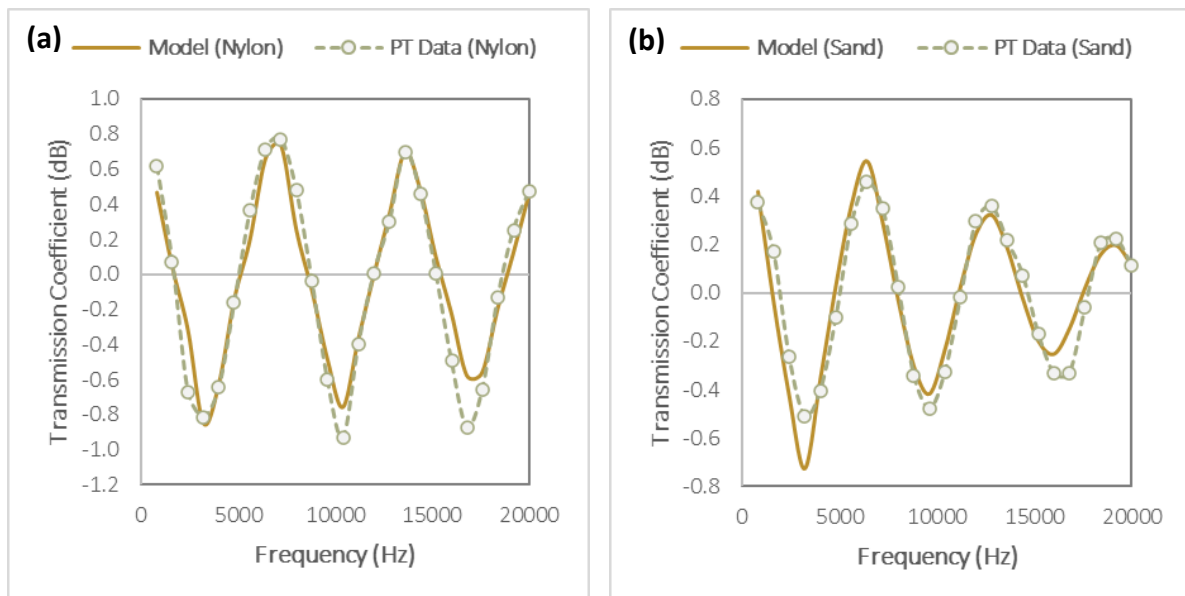 (a)
Model (Nylon)
PT Data (Nylon)
Transmission Coefficient (dB)
1.0
0.8
0.6
0.4
0.2
0.0
-0.2
-0.4
-0.6
-0.8
-1.0
-1.2
0 5000 10000 15000 20000
Frequency (Hz)
(b)
Model (Sand)
PT Data (Sand)
Transmission Coefficient (dB)
0.8
0.6
0.4
0.2
0.0
-0.2
-0.4
-0.6
-0.8
0 5000 10000 15000 20000
Frequency (Hz)